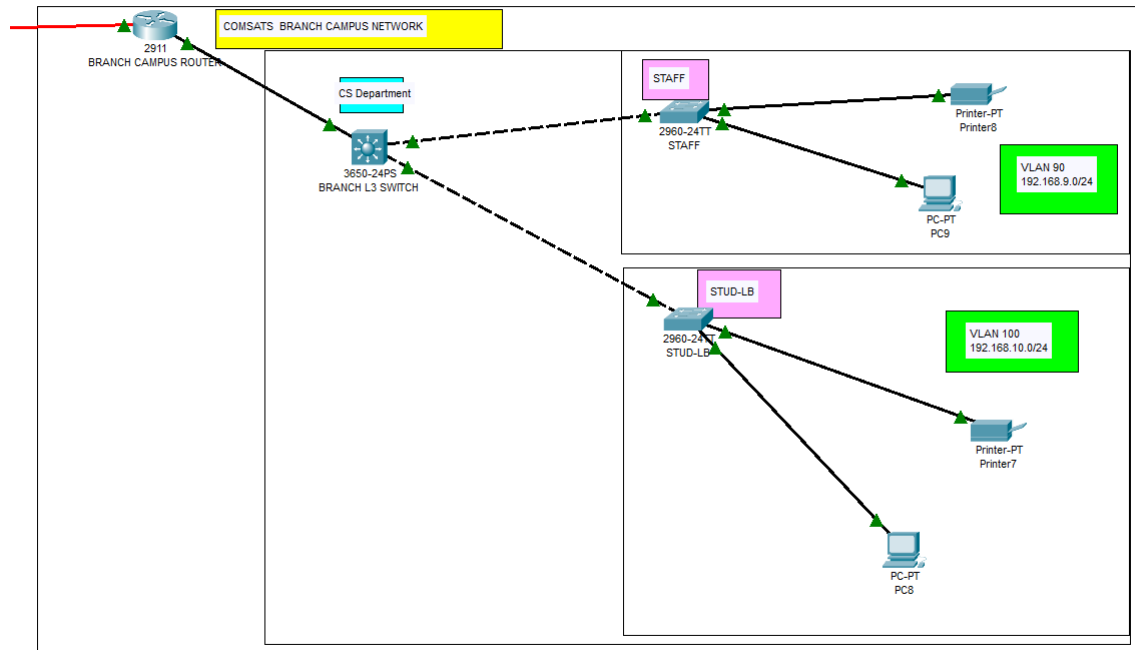 COMSATS BRANCH CAMPUS NETWORK
2911
BRANCH CAMPUS ROUTER
CS Department
3650-24PS
BRANCH L3 SWITCH
STAFF
2960-24TT
STAFF
Printer-PT
Printer8
VLAN 90
192.168.9.0/24
PC-PT
PC9
STUD-LB
2960-24TT
STUD-LB
VLAN 100
192.168.10.0/24
Printer-PT
Printer7
PC-PT
PC8